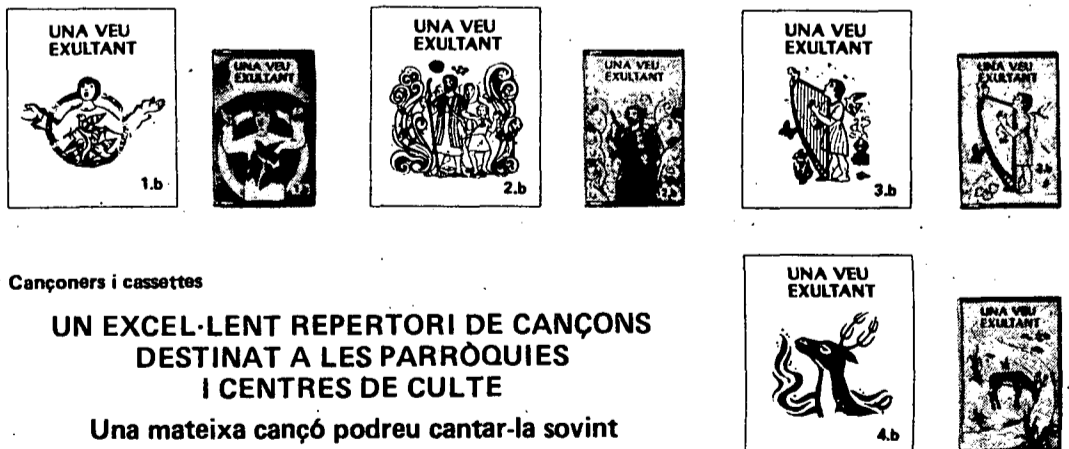 UNA VEU
EXULTANT
1.b
UNA VEU
EXULTANT
UNA VEU
EXULTANT
2.b
UNA VEU
EXULTANT
UNA VEU
EXULTANT
3.b
UNA VEU
EXULTANT
3.b
Cançoners i cassettes
UN EXCEL·LENT REPERTORI DE CANÇONS
DESTINAT A LES PARRÒQUIES
I CENTRES DE CULTE
Una mateixa cançó podreu cantar-la sovint
UNA VEU
EXULTANT
4.b
UNA VEU
EXULTANT